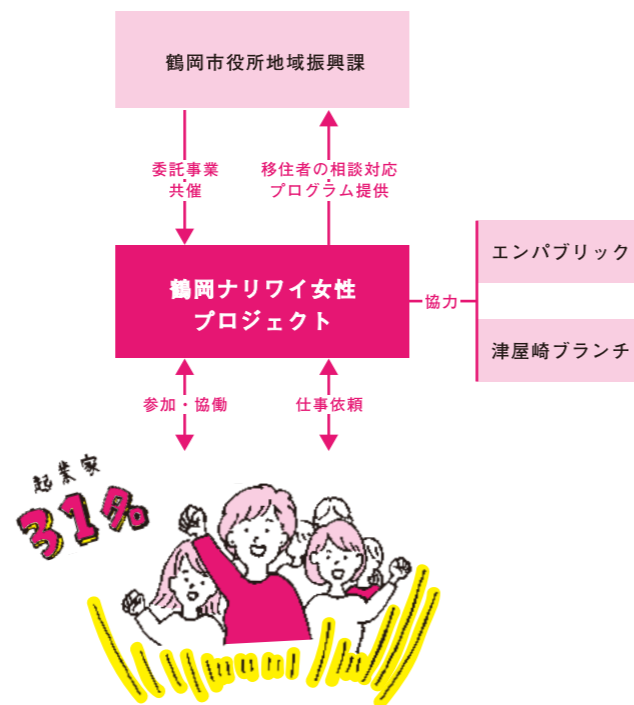 鶴岡市役所地域振興課
委託事業
共催
移住者の相談対応
プログラム提供
鶴岡ナリワイ女性
プロジェクト
協力
エンパブリック
津屋崎ブランチ
参加・協働
仕事依頼
起業家
31名